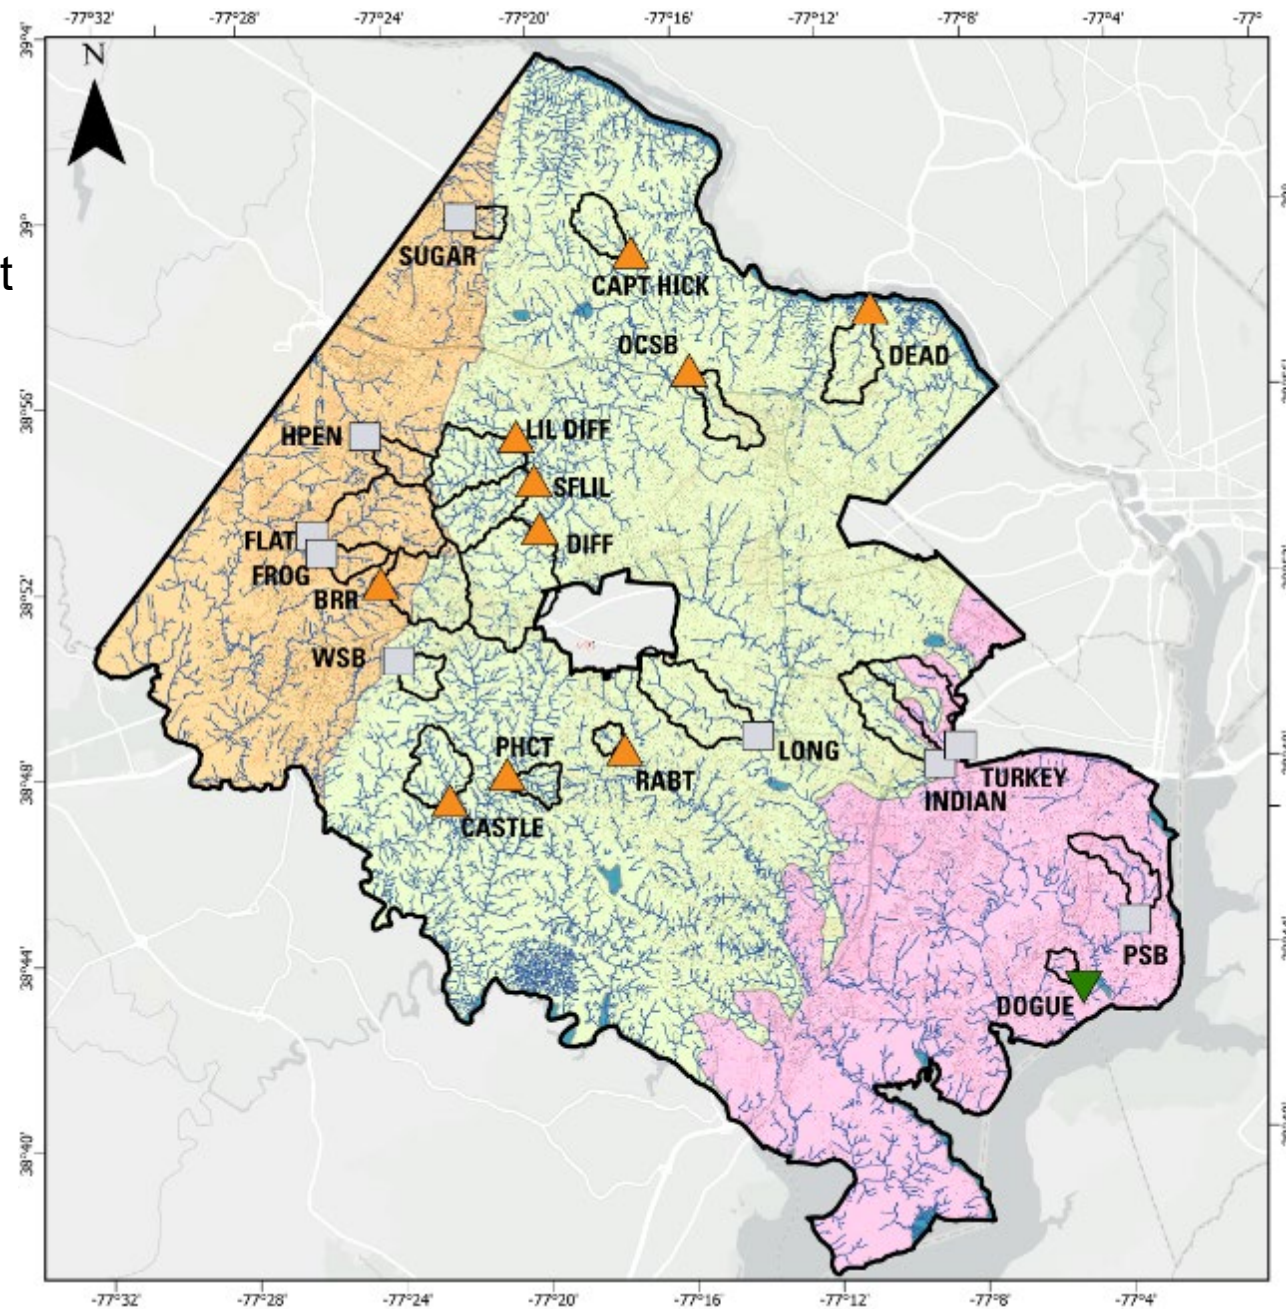 -77°32' -77°28' -77°24' -77°20' -77°16' -77°12' -77°8' -77°4' -77°
39°4'
N
39°
t
SUGAR
CAPT HICK
OCSB
DEAD
38°56'
HPEN
LIL DIFF
SFLIL
FLAT
DIFF
FROG
BRR
38°52'
WSB
PHCT
LONG
RABT
TURKEY
38°48'
INDIAN
CASTLE
PSB
38°44'
DOGUE
38°40'
-77°32' -77°28' -77°24' -77°20' -77°16' -77°12' -77°8' -77°4'